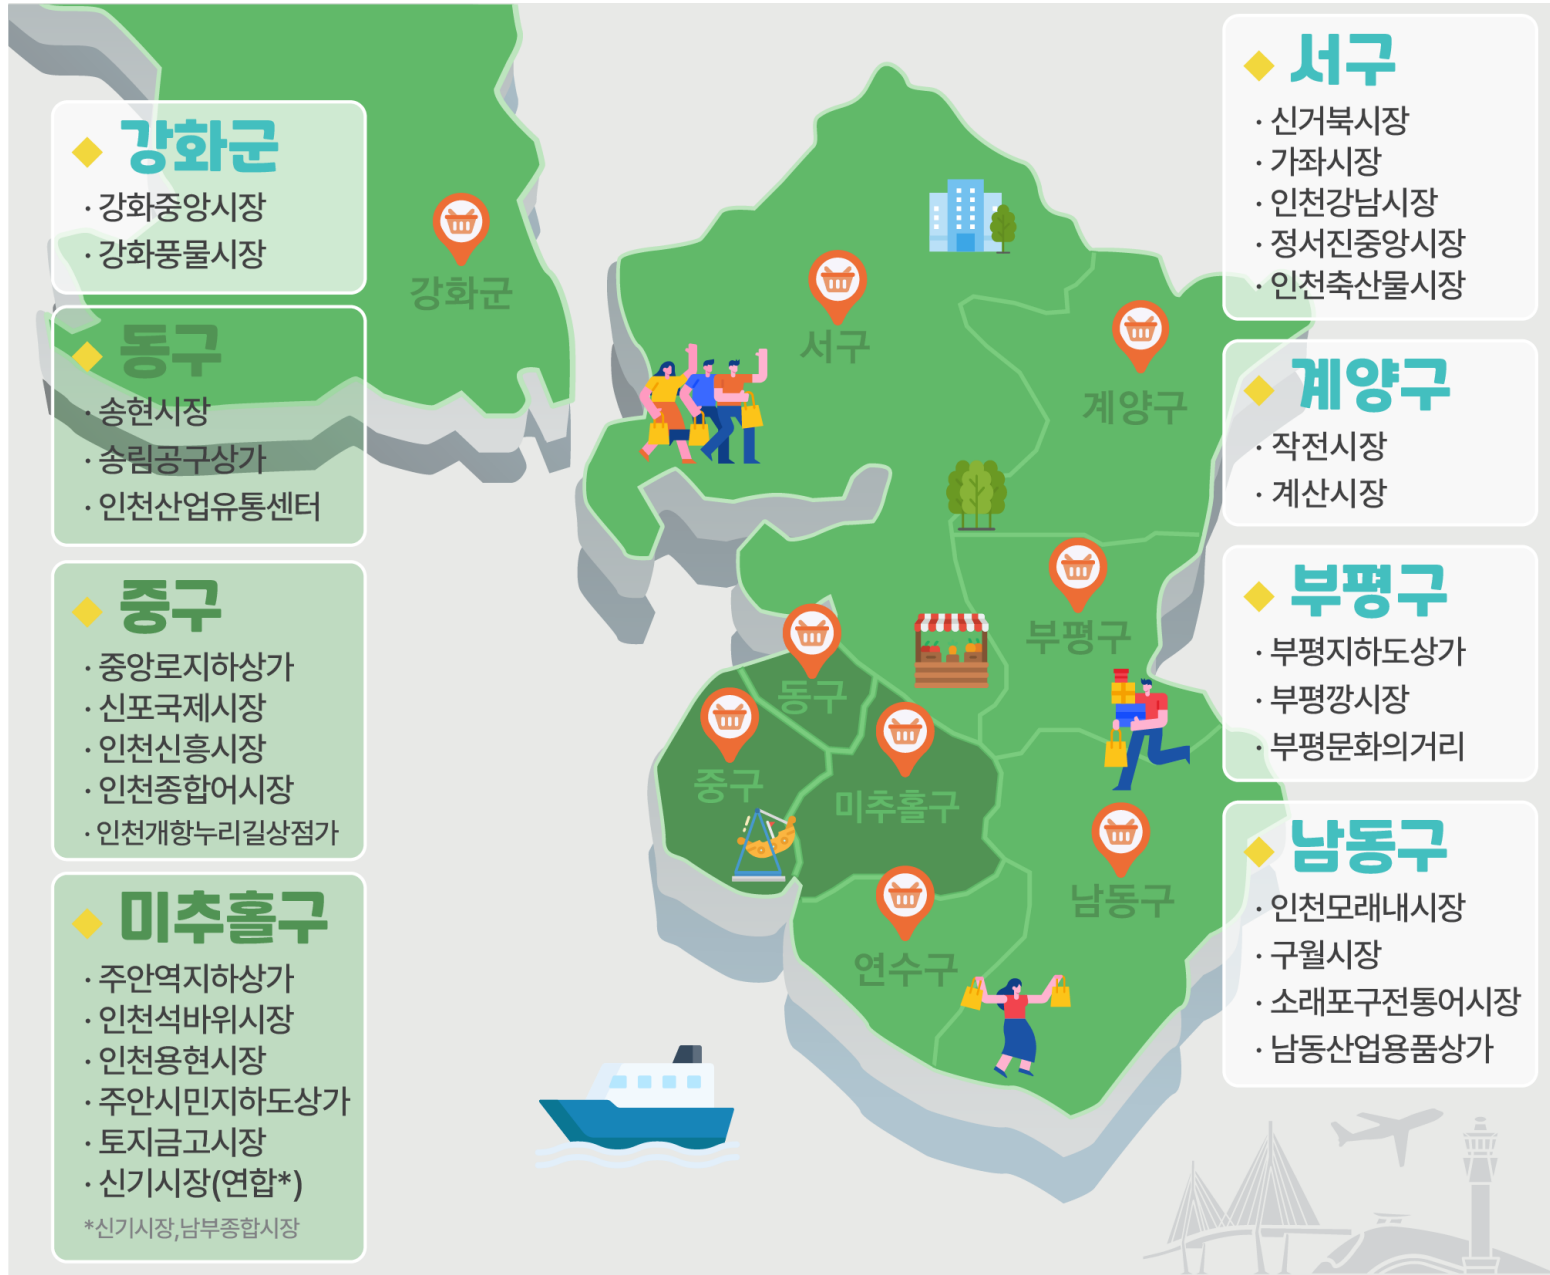 강화군
· 강화중앙시장
· 강화풍물시장
동구
· 송현시장
· 송림공구상가
· 인천산업유통센터
중구
· 중앙로지하상가
· 신포국제시장
· 인천신흥시장
· 인천종합어시장
· 인천개항누리길상점가
미추홀구
· 주안역지하상가
· 인천석바위시장
· 인천용현시장
· 주안시민지하도상가
· 토지금고시장
· 신기시장(연합*)
*신기시장,남부종합시장
강화군
서구
계양구
부평구
동구
중구
미추홀구
남동구
연수구
서구
· 신거북시장
· 가좌시장
· 인천강남시장
· 정서진중앙시장
· 인천축산물시장
계양구
· 작전시장
· 계산시장
부평구
· 부평지하도상가
· 부평깡시장
· 부평문화의거리
남동구
· 인천모래내시장
· 구월시장
· 소래포구전통어시장
· 남동산업용품상가